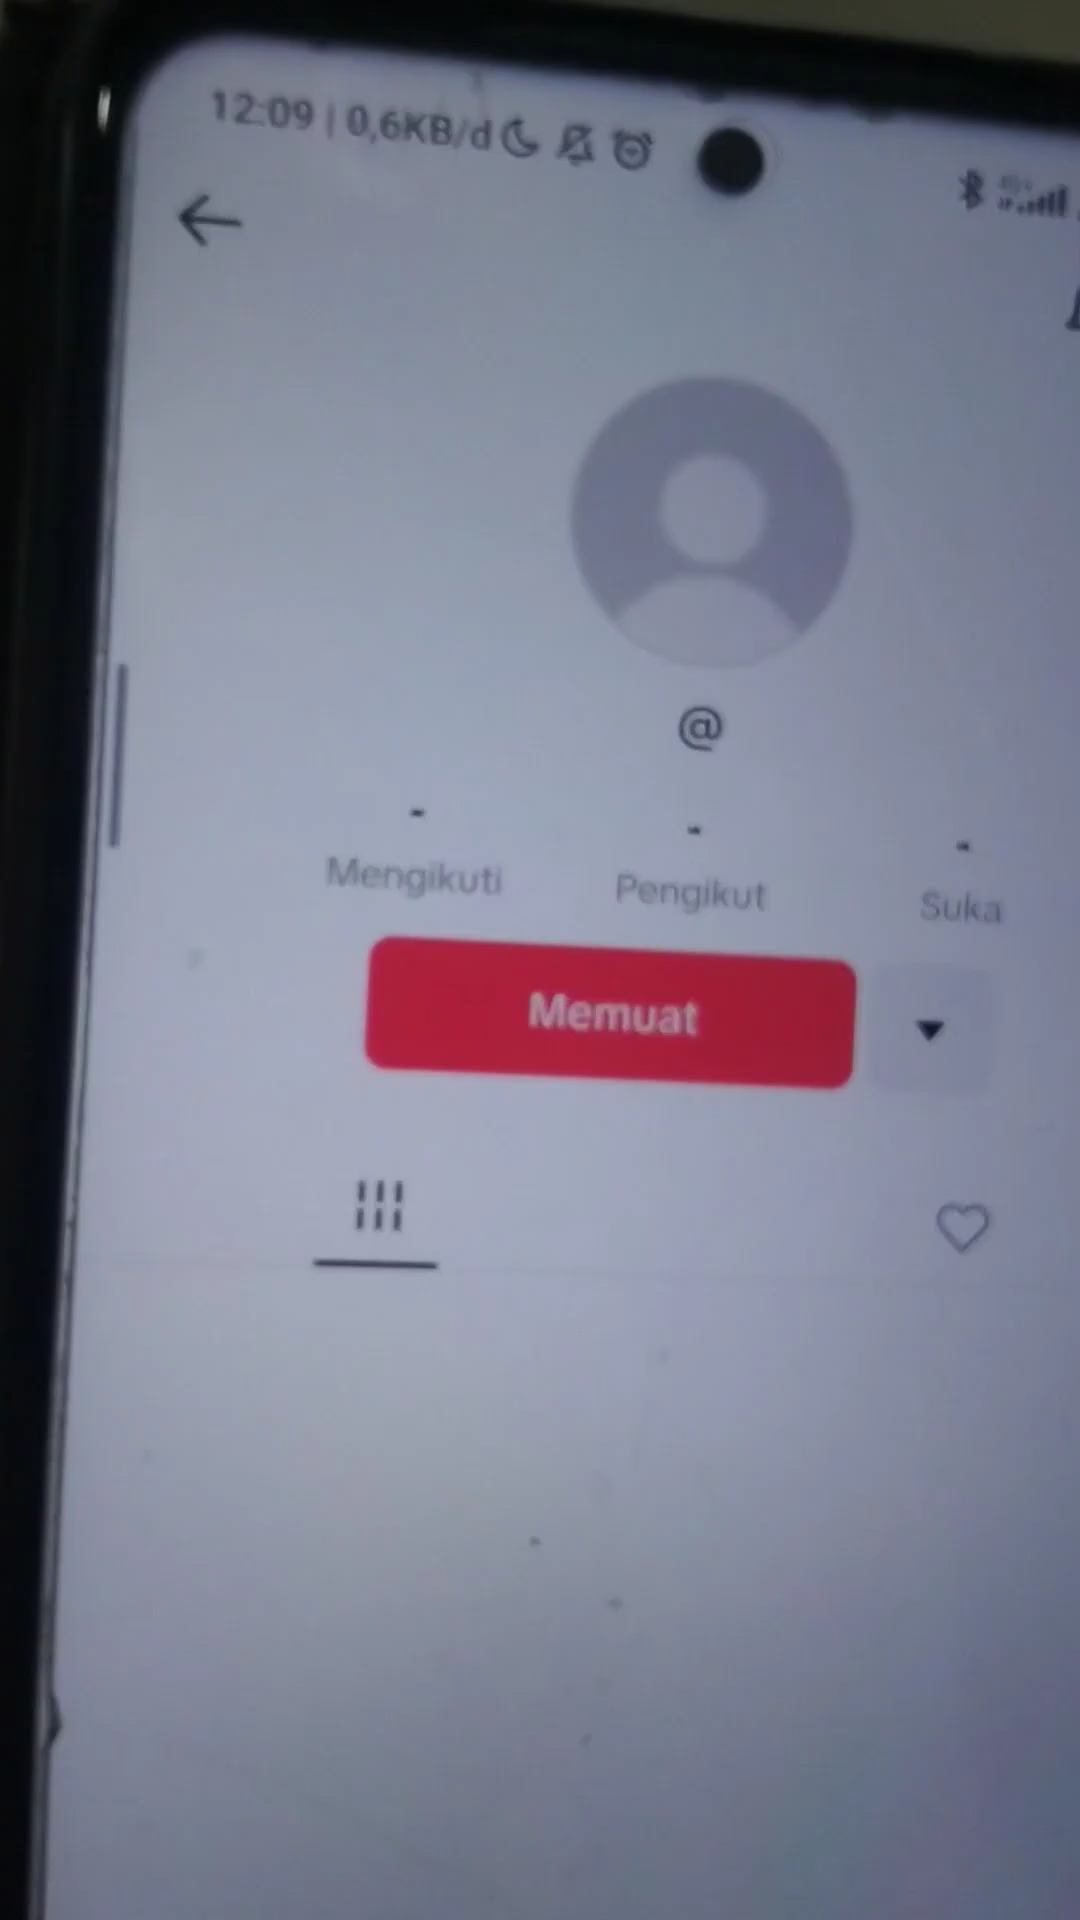 12:09 | 0,6KB/d
@
- - -
Mengikuti Pengikut Suka
Memuat